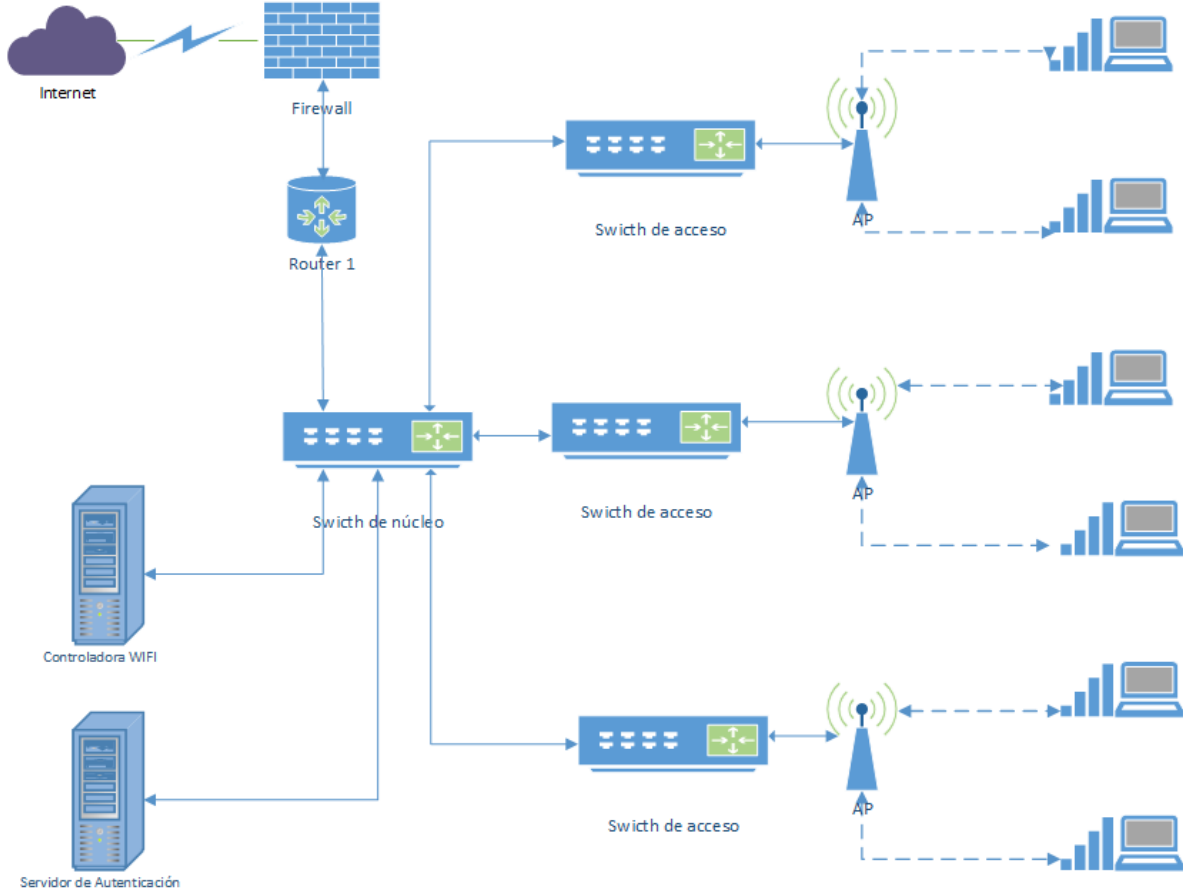 Internet
Firewall
Router 1
Swicth de acceso
AP
Swicth de núcleo
Swicth de acceso
AP
Controladora WIFI
Swicth de acceso
AP
Servidor de Autenticación